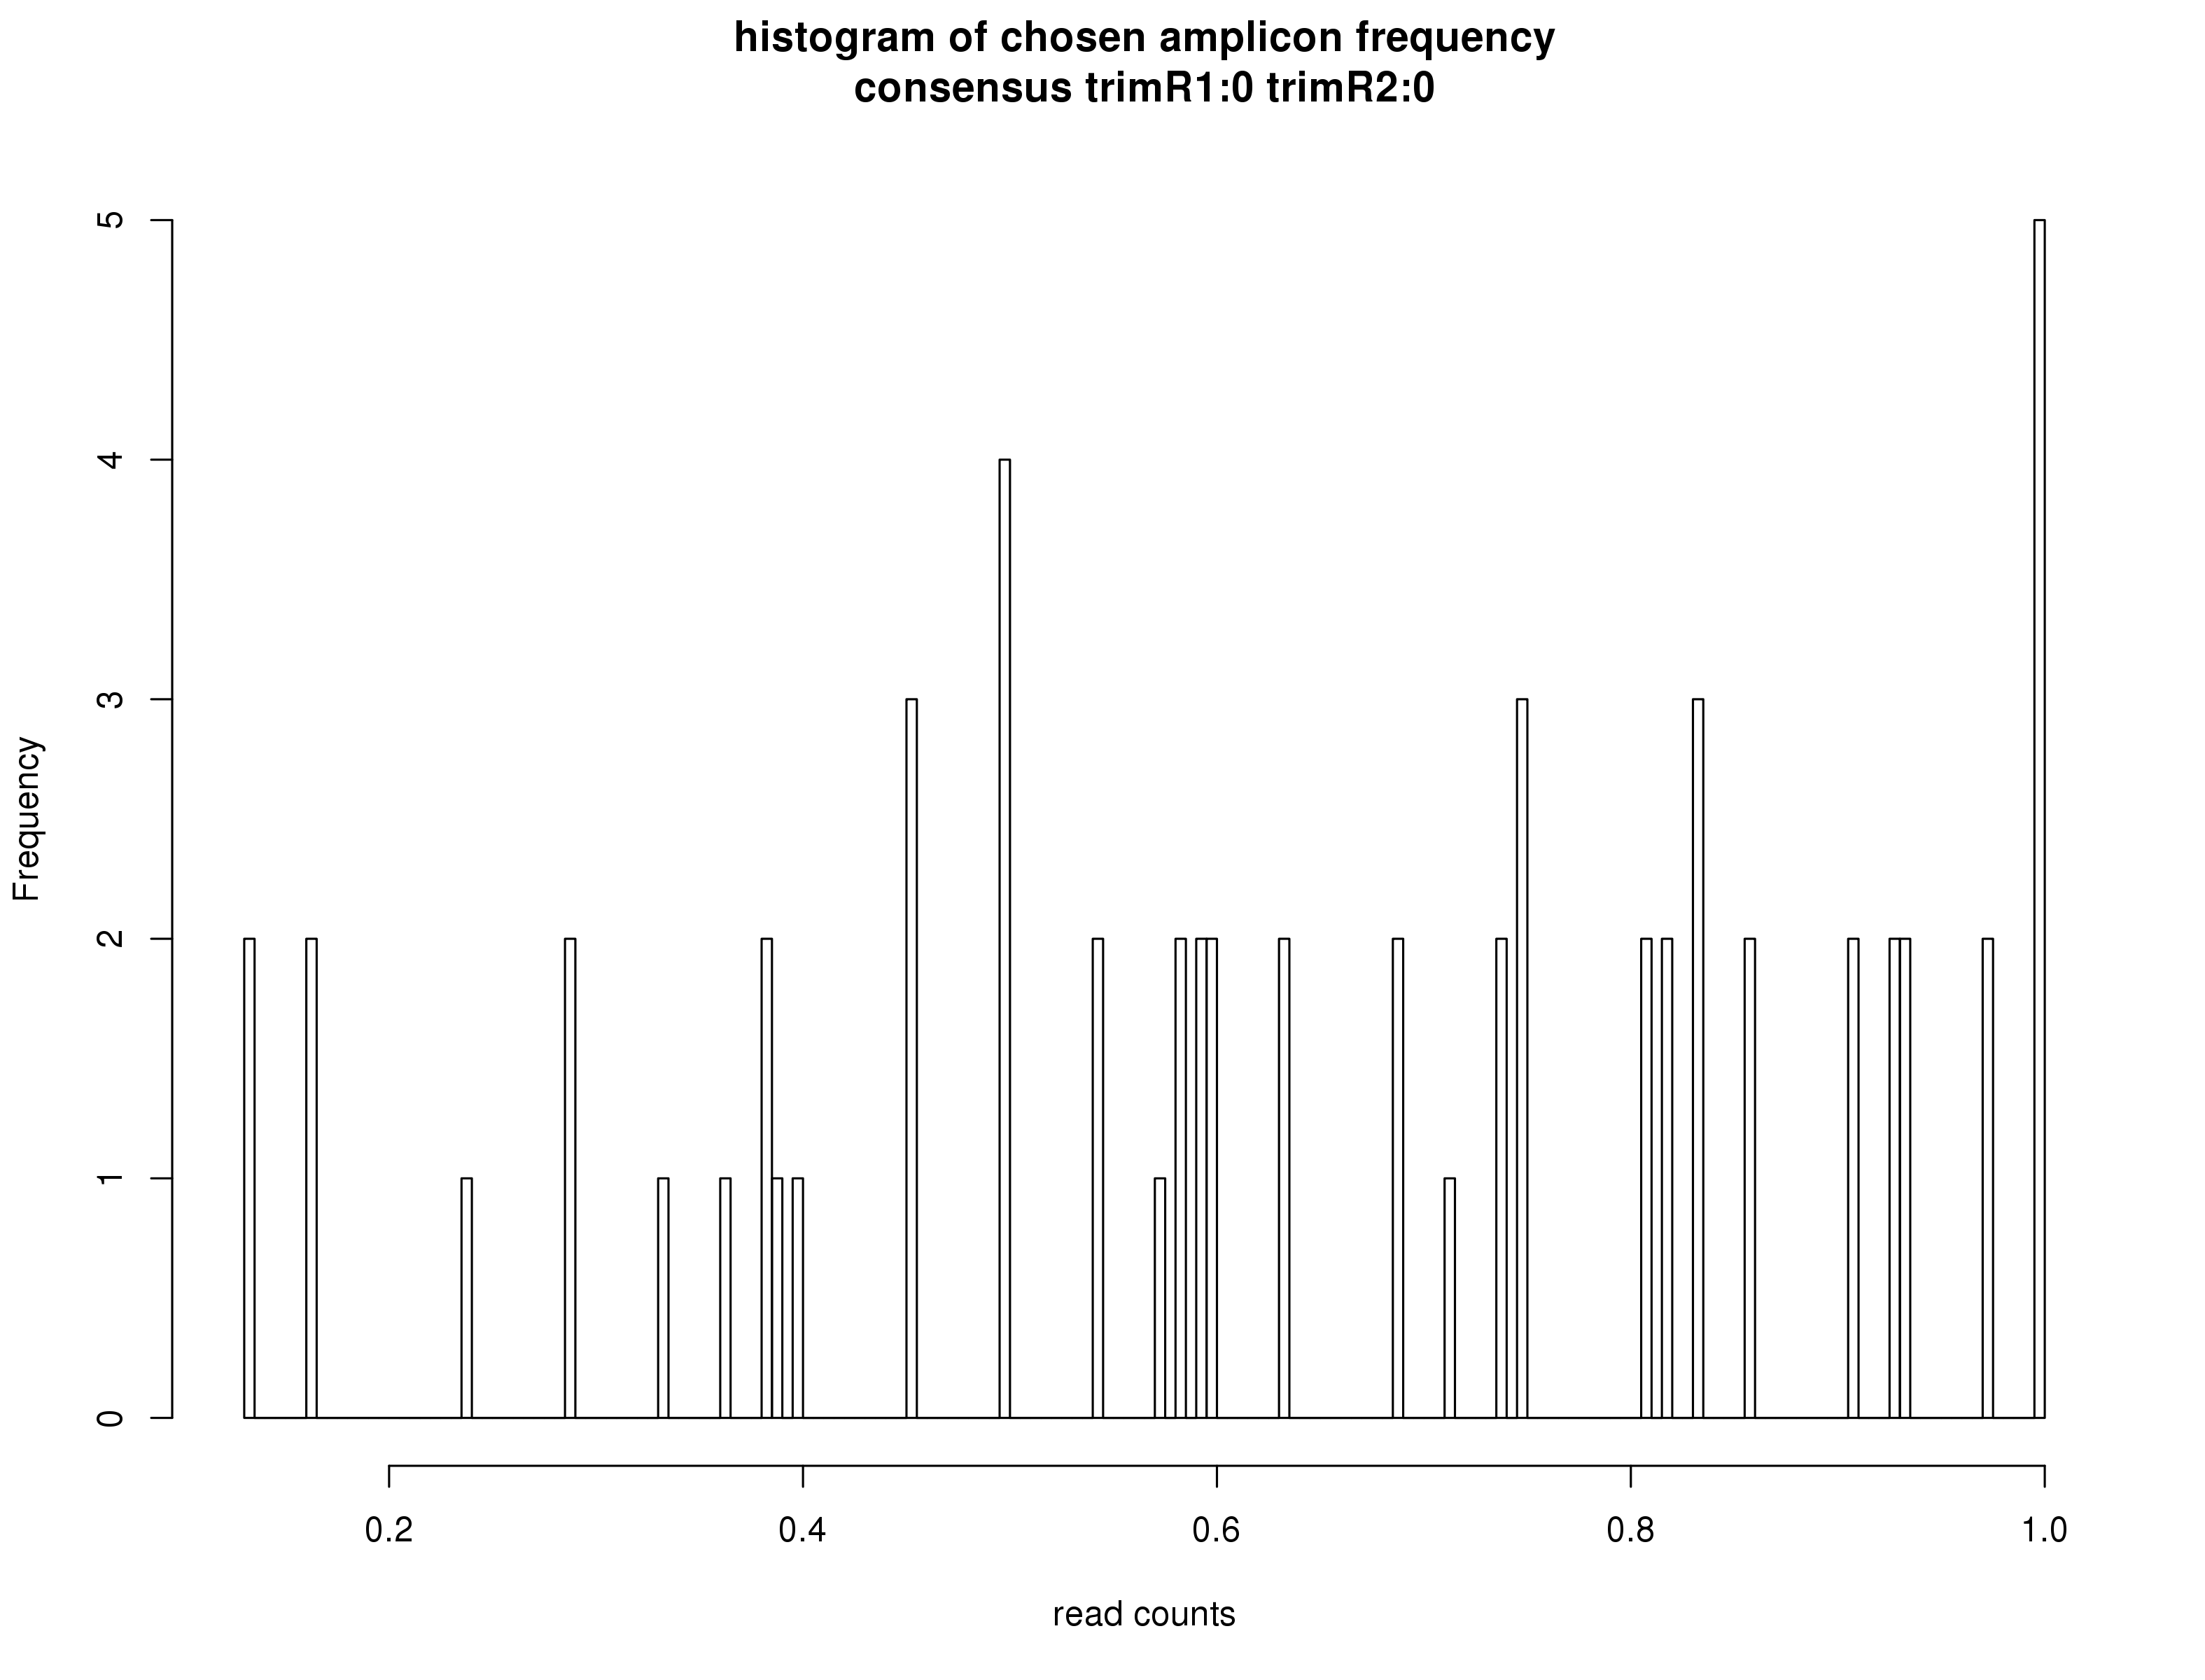 histogram of chosen amplicon frequency
consensus trimR1:0 trimR2:0
Frequency
5
4
3
2
1
0
0.2 0.4 0.6 0.8 1.0
read counts